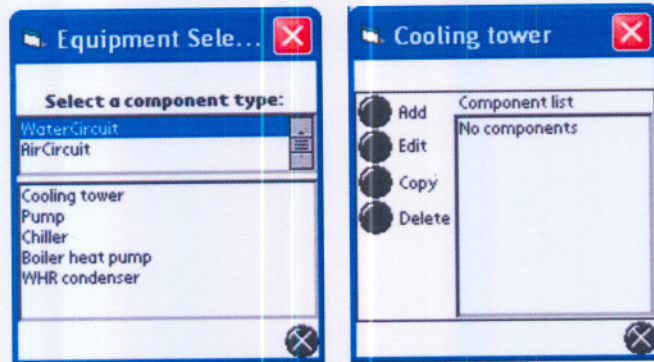 Equipment Sele...
Select a component type:
WaterCircuit
AirCircuit
Cooling tower
Pump
Chiller
Boiler heat pump
WHR condenser
Cooling tower
Add
Edit
Copy
Delete
Component list
No components